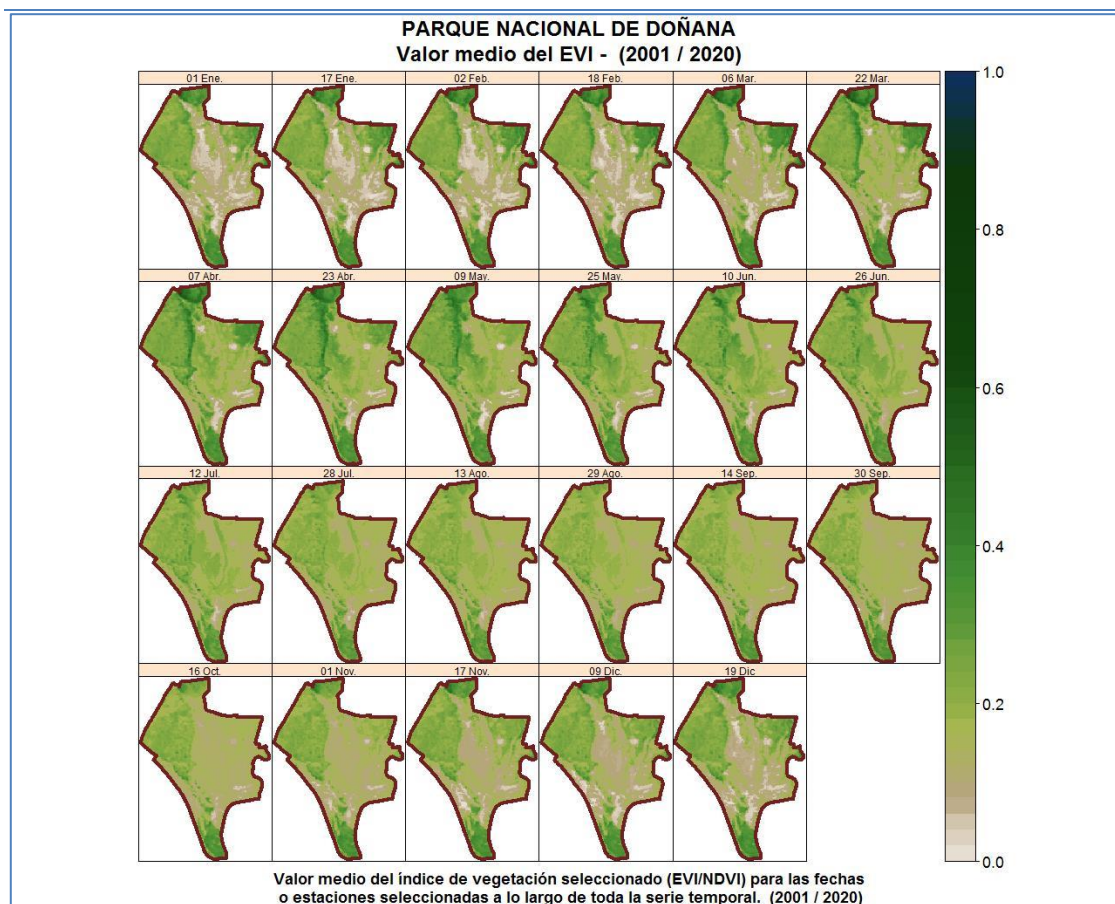 PARQUE NACIONAL DE DOÑANA
Valor medio del EVI - (2001 / 2020)
01 Ene. 17 Ene. 02 Feb. 18 Feb. 06 Mar. 22 Mar.
07 Abr. 23 Abr. 09 May. 25 May. 10 Jun. 26 Jun.
12 Jul. 28 Jul. 13 Ago. 29 Ago. 14 Sep. 30 Sep.
16 Oct. 01 Nov. 17 Nov. 09 Dic. 19 Dic
1.0
0.8
0.6
0.4
0.2
0.0
Valor medio del índice de vegetación seleccionado (EVI/NDVI) para las fechas
o estaciones seleccionadas a lo largo de toda la serie temporal. (2001 / 2020)